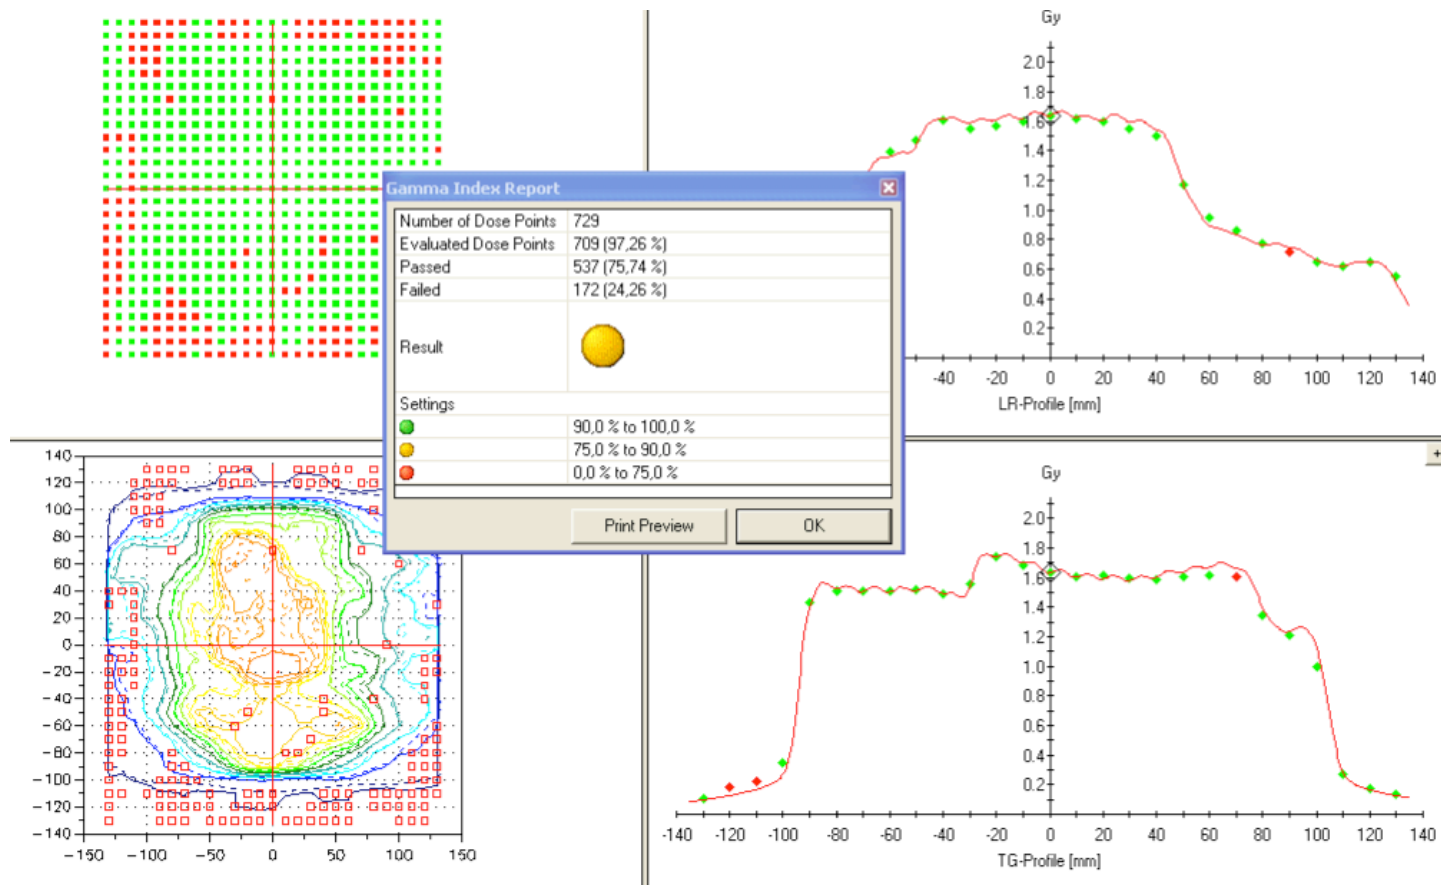 Gy
2.0
1.8
1.6
1.4
1.2
1.0
0.8
0.6
0.4
0.2
-40 -20 0 20 40 60 80 100 120 140
LR-Profile [mm]
Gamma Index Report
Number of Dose Points 729
Evaluated Dose Points 709 (97,26 %)
Passed 537 (75,74 %)
Failed 172 (24,26 %)
Result
Settings
90,0 % to 100,0 %
75,0 % to 90,0 %
0,0 % to 75,0 %
Print Preview OK
140
120
100
80
60
40
20
0
-20
-40
-60
-80
-100
-120
-140
-150 -100 -50 0 50 100 150
+
Gy
2.0
1.8
1.6
1.4
1.2
1.0
0.8
0.6
0.4
0.2
-140 -120 -100 -80 -60 -40 -20 0 20 40 60 80 100 120 140
TG-Profile [mm]